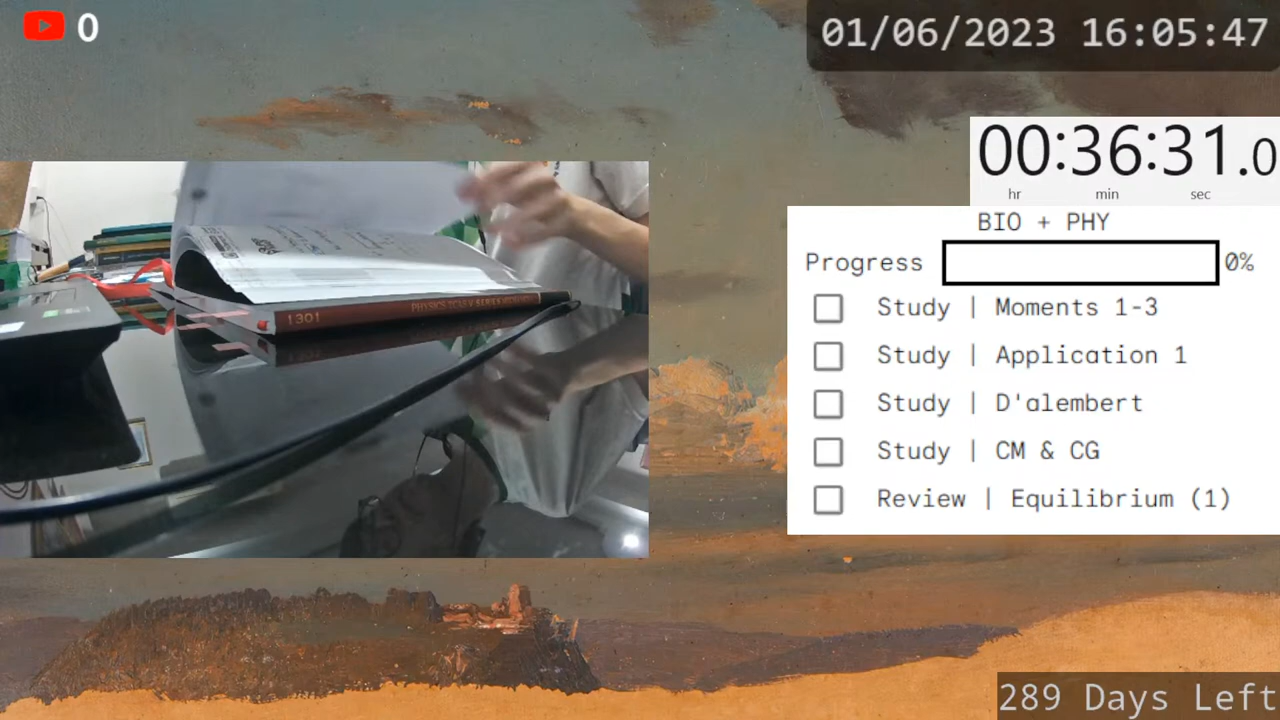 0
01/06/2023 16:05:47
00:36:31.0
hr min sec
BIO + PHY
Progress 0%
Study | Moments 1-3
Study | Application 1
Study | D'alembert
Study | CM & CG
Review | Equilibrium (1)
1301
289 Days Left